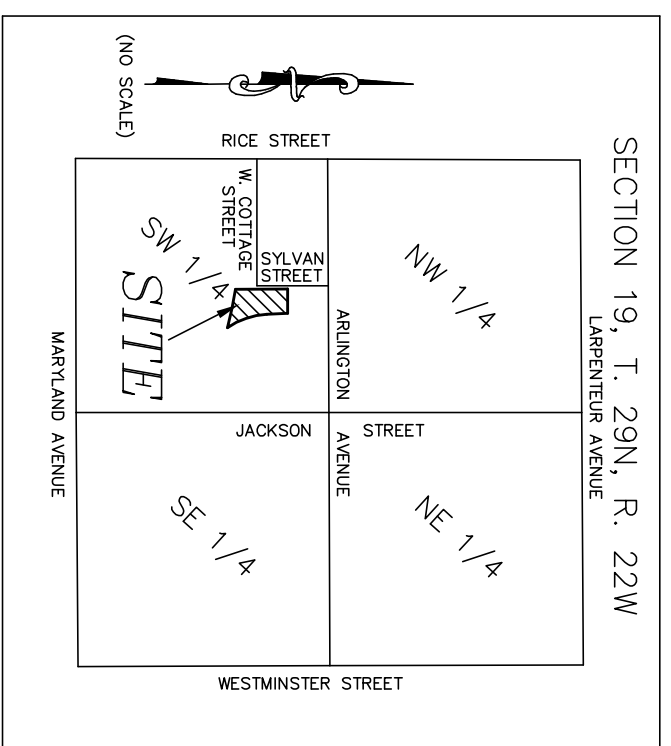 SECTION 19, T. 29N, R. 22W
LARPENTEUR AVENUE
NW 1/4
NE 1/4
RICE STREET
ARLINGTON
AVENUE
JACKSON
STREET
SYLVAN
STREET
W. COTTAGE
STREET
SW 1/4
SE 1/4
SITE
MARYLAND AVENUE
WESTMINSTER STREET
(NO SCALE)